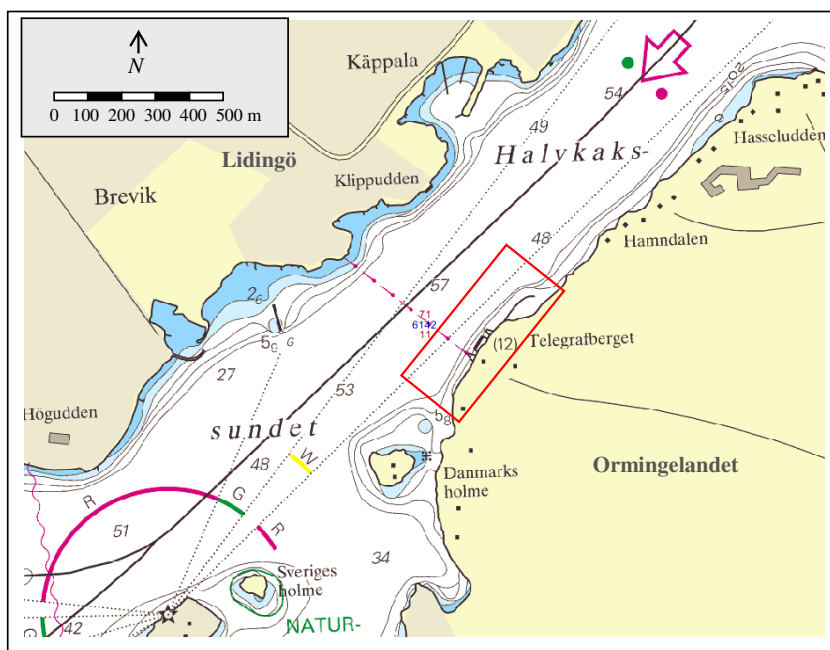 N
0 100 200 300 400 500 m
Käppala
54
Hasseludden
49
Halvkaks-
Lidingö
Klippudden
Brevik
48
Hamndalen
57
2₆
71
6142
11
5₉ G
(12) Telegrafberget
27
53
5₈
Högudden
sundet
W
48
Danmarks
holme
Ormingelandet
R
G
R
51
34
Sveriges
holme
NATUR-
42
G